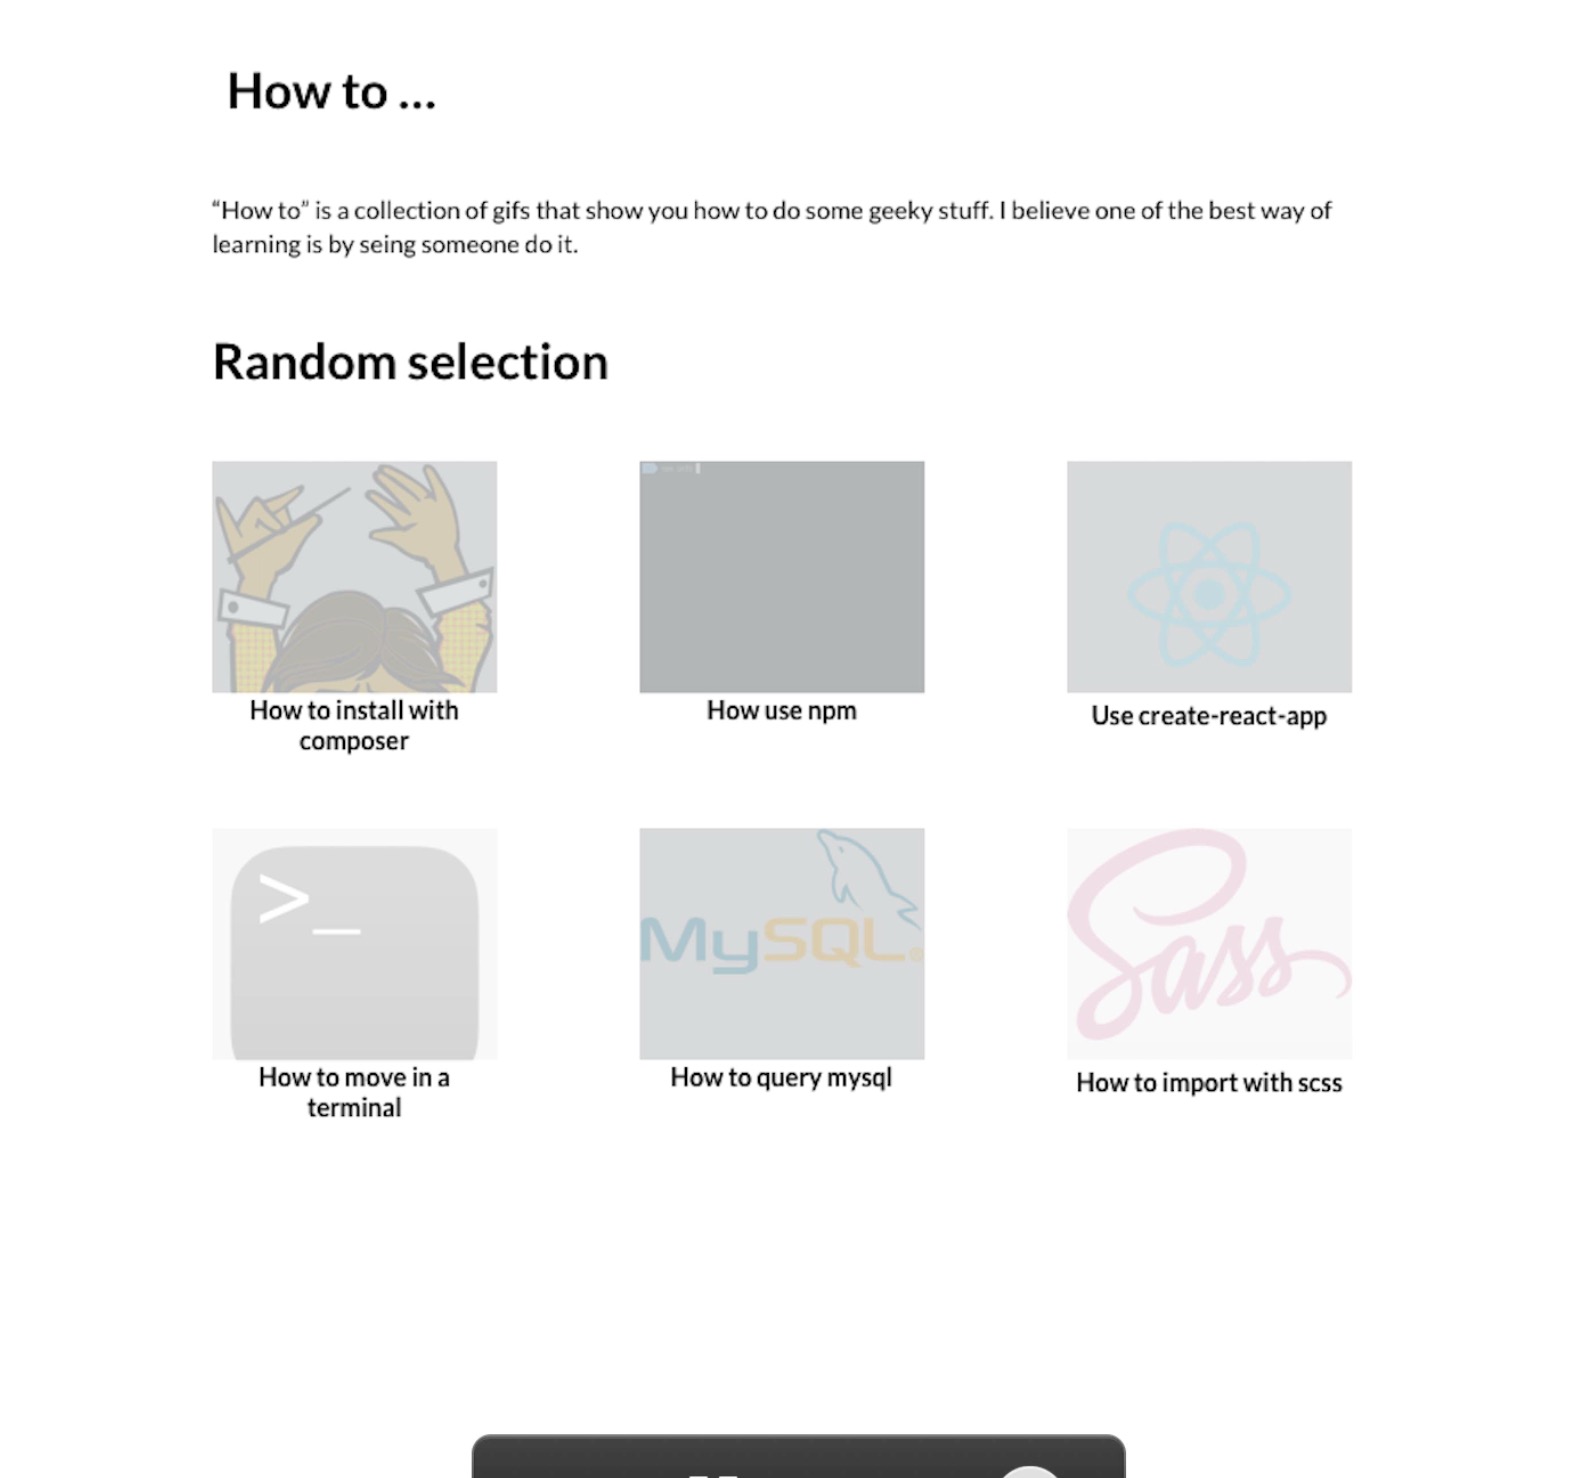 How to ...
“How to” is a collection of gifs that show you how to do some geeky stuff. I believe one of the best way of
learning is by seing someone do it.
Random selection
How to install with
composer
How use npm
Use create-react-app
>_
MySQL®
Sass
How to move in a
terminal
How to query mysql
How to import with scss